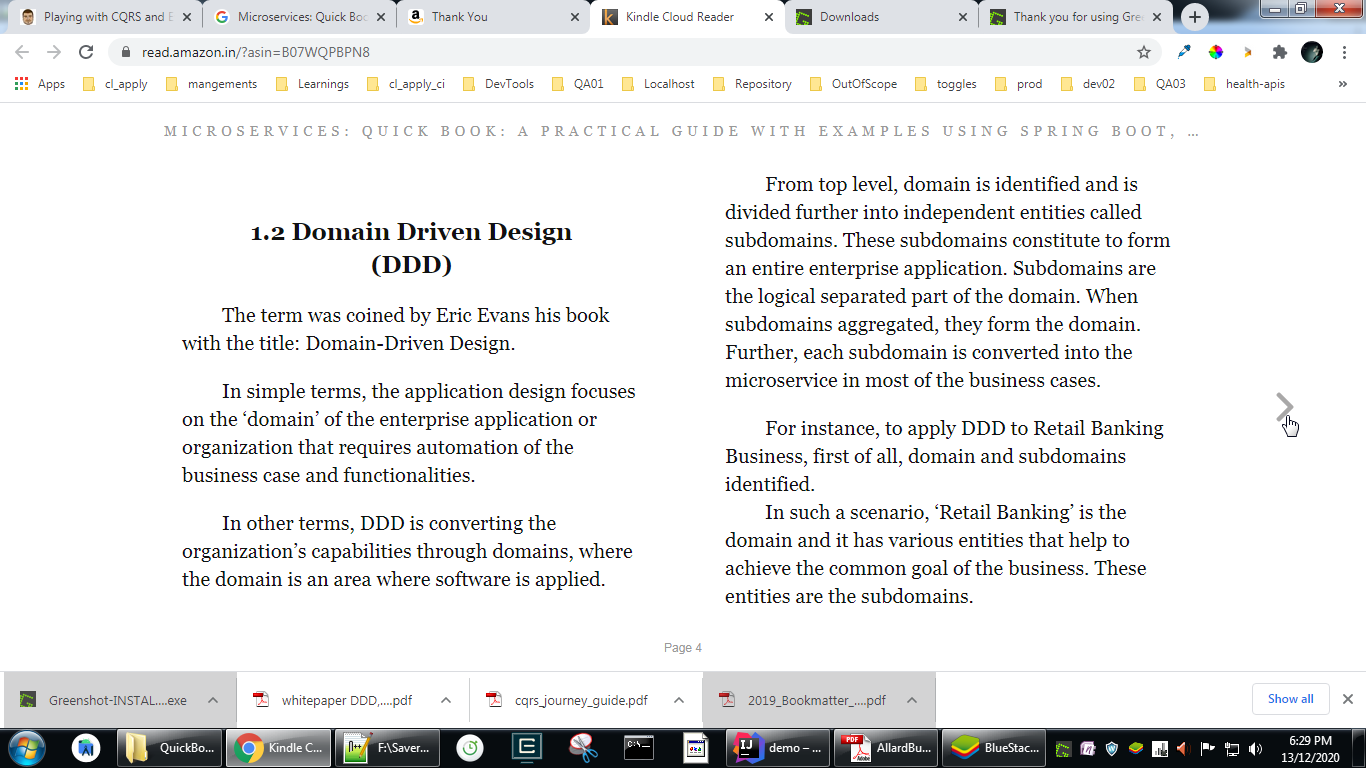 Playing with CQRS and E
Microservices: Quick Boo
Thank You
Kindle Cloud Reader
Downloads
Thank you for using Gre
read.amazon.in/?asin=B07WQPBPN8
Apps
cl_apply
mangements
Learnings
cl_apply_ci
DevTools
QA01
Localhost
Repository
OutOfScope
toggles
prod
dev02
QA03
health-apis
»
MICROSERVICES: QUICK BOOK: A PRACTICAL GUIDE WITH EXAMPLES USING SPRING BOOT, …
1.2 Domain Driven Design
(DDD)
The term was coined by Eric Evans his book
with the title: Domain-Driven Design.
In simple terms, the application design focuses
on the ‘domain’ of the enterprise application or
organization that requires automation of the
business case and functionalities.
In other terms, DDD is converting the
organization’s capabilities through domains, where
the domain is an area where software is applied.
From top level, domain is identified and is
divided further into independent entities called
subdomains. These subdomains constitute to form
an entire enterprise application. Subdomains are
the logical separated part of the domain. When
subdomains aggregated, they form the domain.
Further, each subdomain is converted into the
microservice in most of the business cases.
For instance, to apply DDD to Retail Banking
Business, first of all, domain and subdomains
identified.
In such a scenario, ‘Retail Banking’ is the
domain and it has various entities that help to
achieve the common goal of the business. These
entities are the subdomains.
Page 4
Greenshot-INSTAL....exe
whitepaper DDD,....pdf
cqrs_journey_guide.pdf
2019_Bookmatter_....pdf
Show all
QuickBo...
Kindle C...
F:\Saver...
demo – ...
AllardBu...
BlueStac...
6:29 PM
13/12/2020